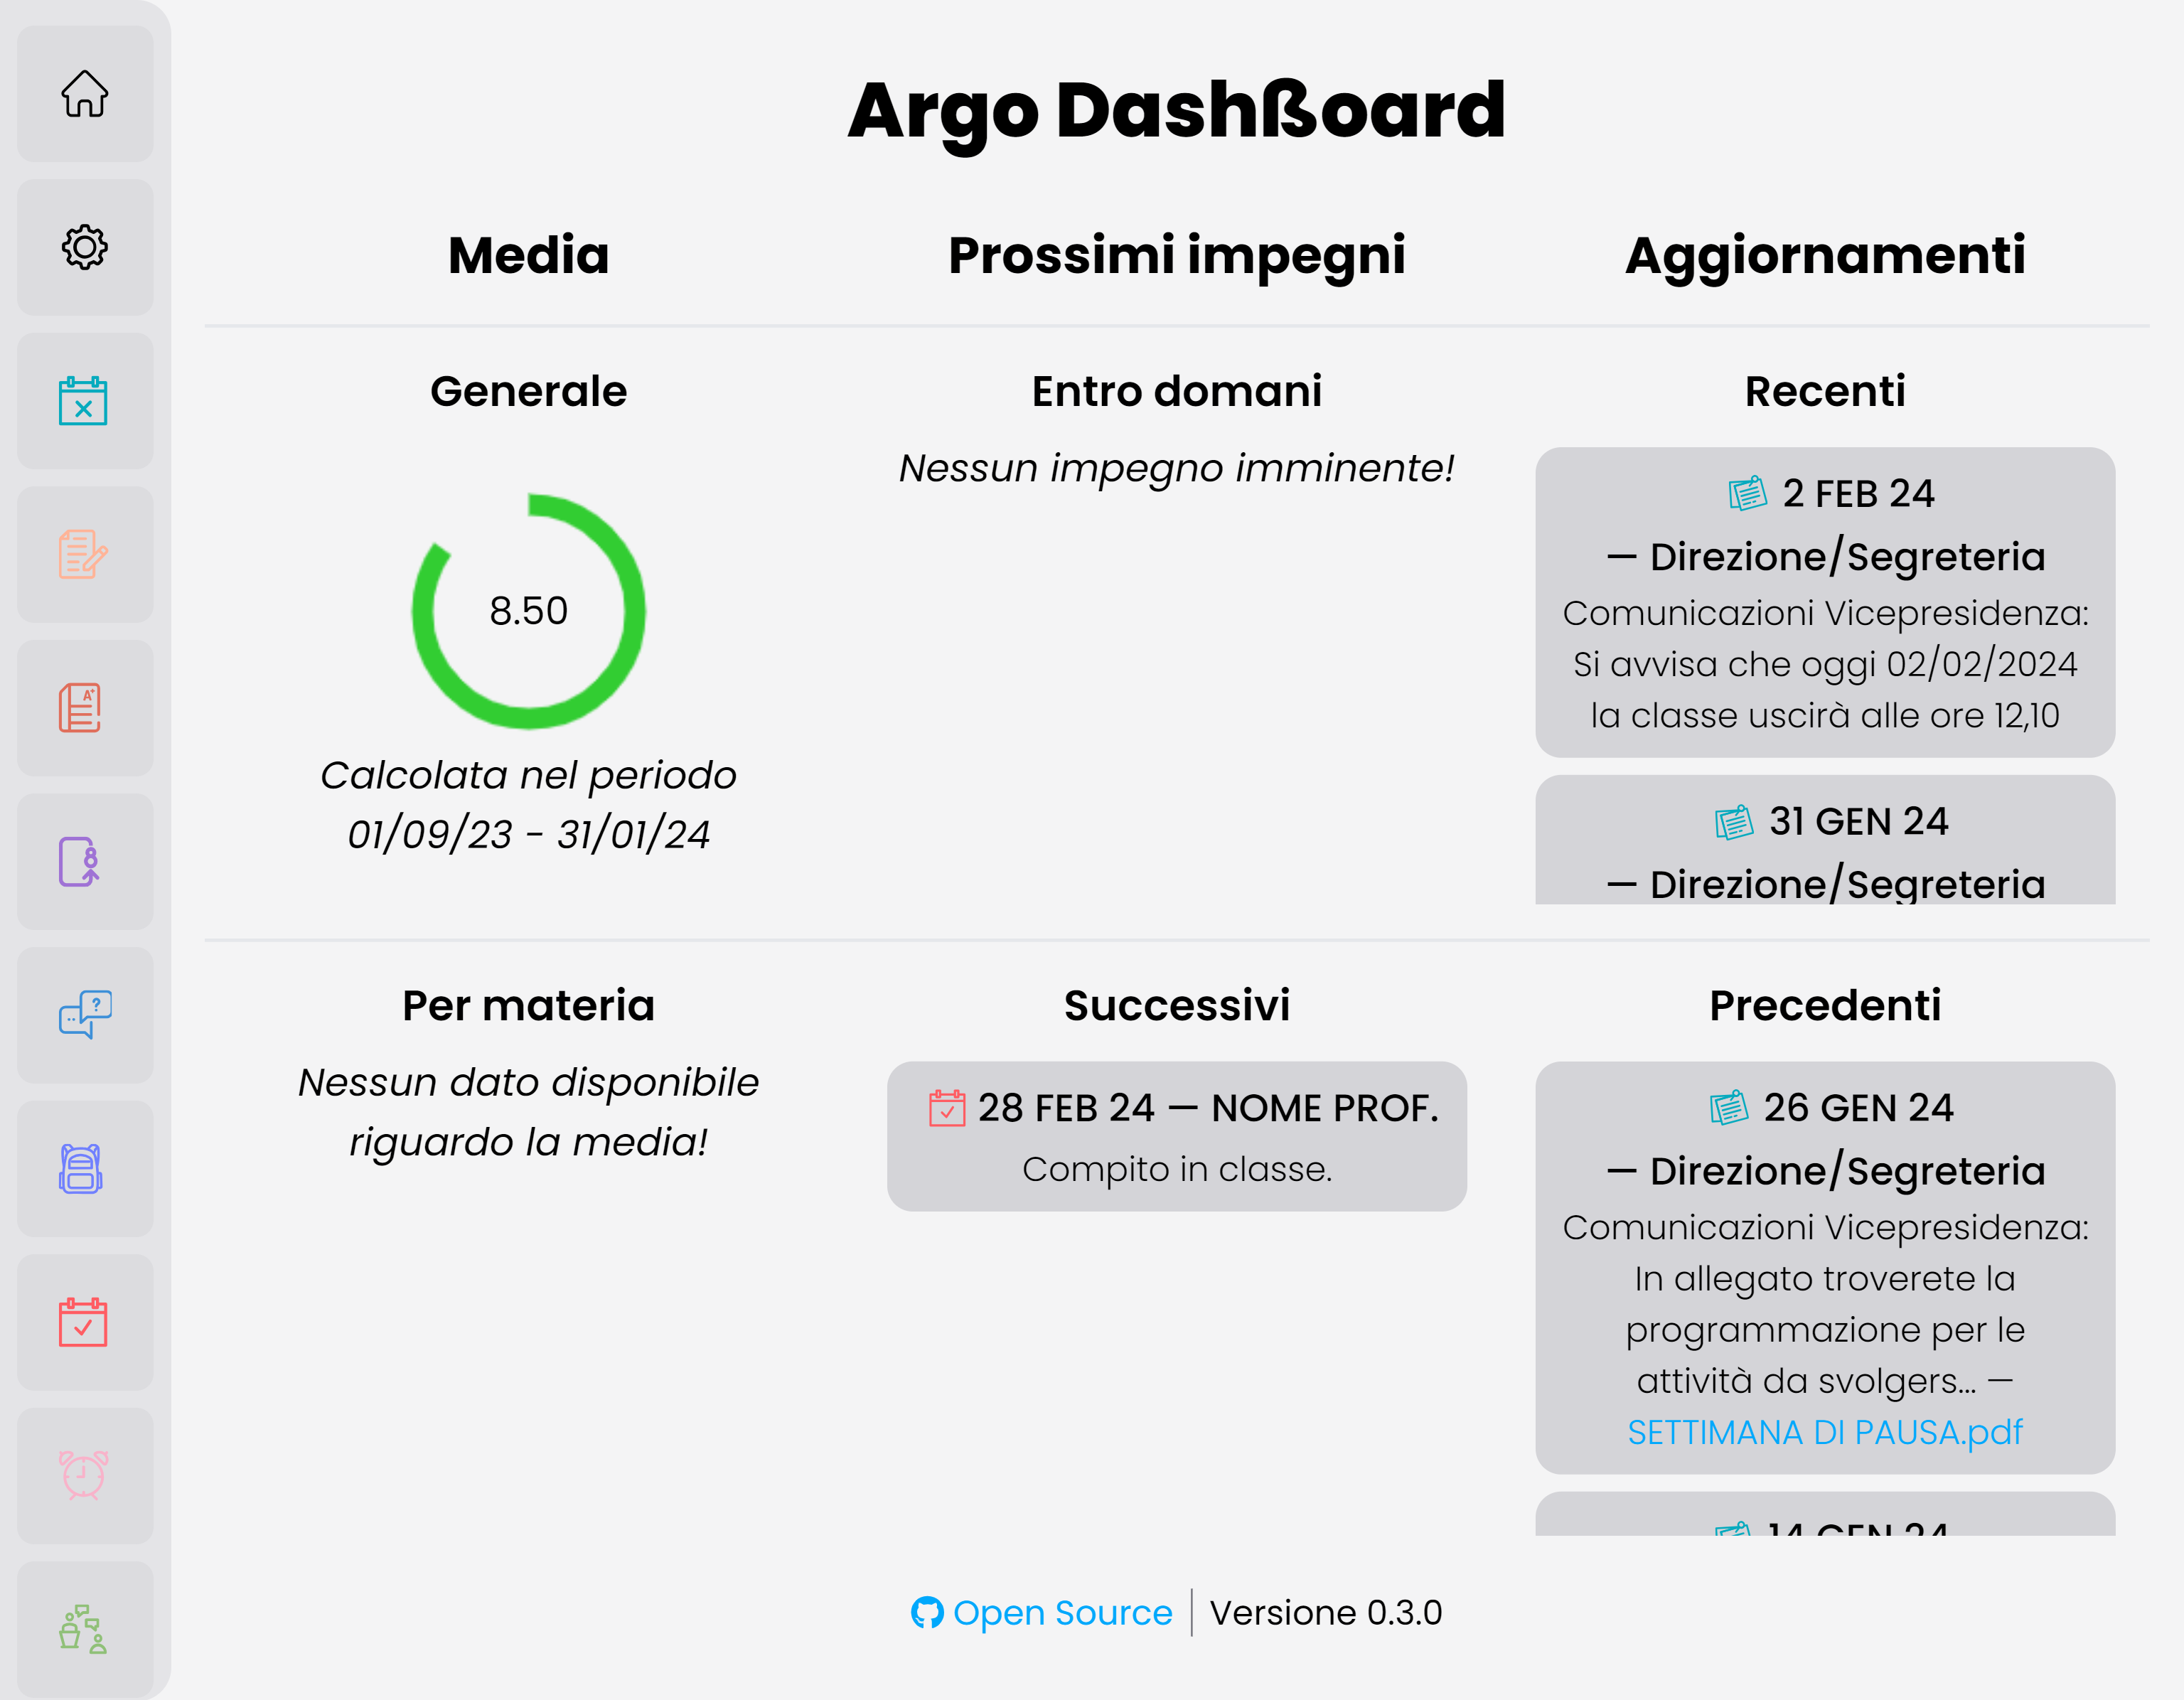 Argo Dashßoard
Media
Prossimi impegni
Aggiornamenti
Generale
8.50
Calcolata nel periodo
01/09/23 - 31/01/24
Entro domani
Nessun impegno imminente!
Recenti
2 FEB 24
— Direzione/Segreteria
Comunicazioni Vicepresidenza:
Si avvisa che oggi 02/02/2024
la classe uscirà alle ore 12,10
31 GEN 24
— Direzione/Segreteria
Per materia
Nessun dato disponibile
riguardo la media!
Successivi
28 FEB 24 — NOME PROF.
Compito in classe.
Precedenti
26 GEN 24
— Direzione/Segreteria
Comunicazioni Vicepresidenza:
In allegato troverete la
programmazione per le
attività da svolgers... —
SETTIMANA DI PAUSA.pdf
14 GEN 24
Open Source | Versione 0.3.0